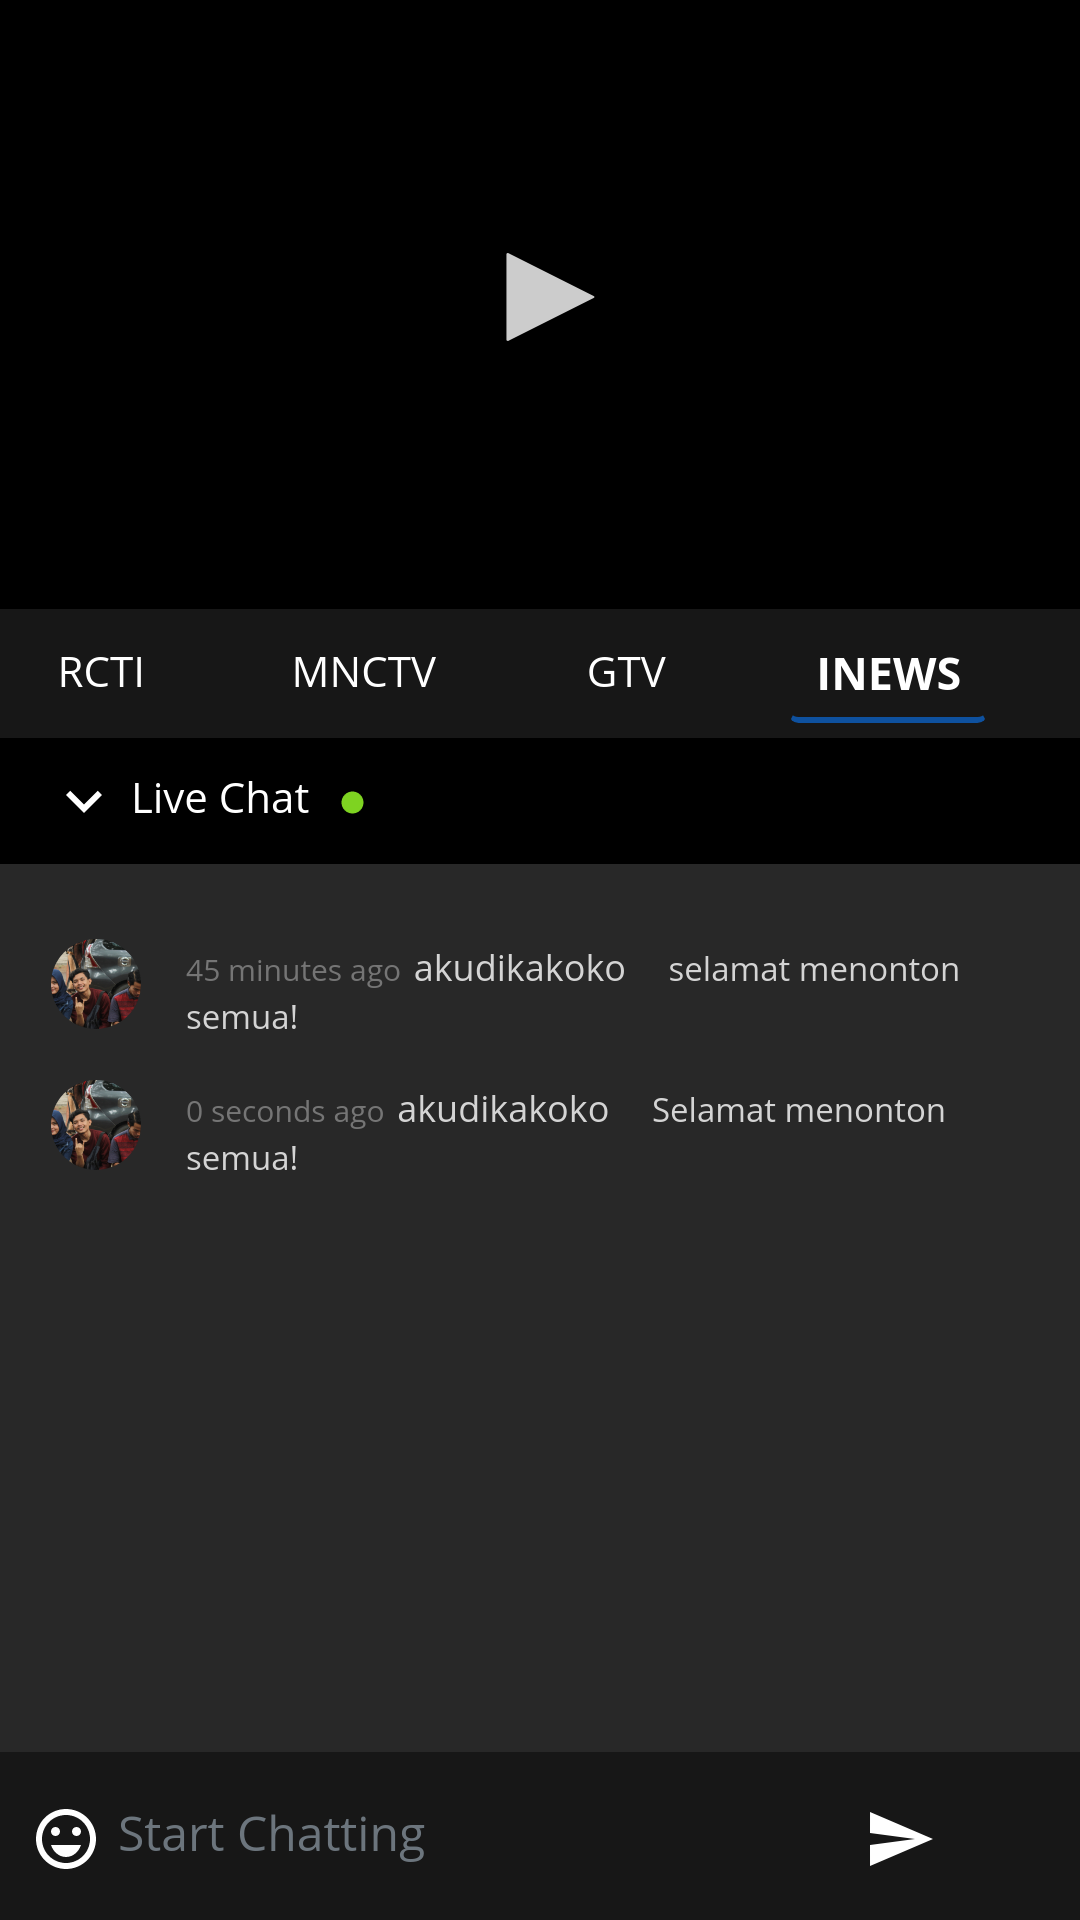 RCTI MNCTV GTV INEWS
Live Chat
45 minutes ago akudikakoko selamat menonton
semua!
0 seconds ago akudikakoko Selamat menonton
semua!
Start Chatting